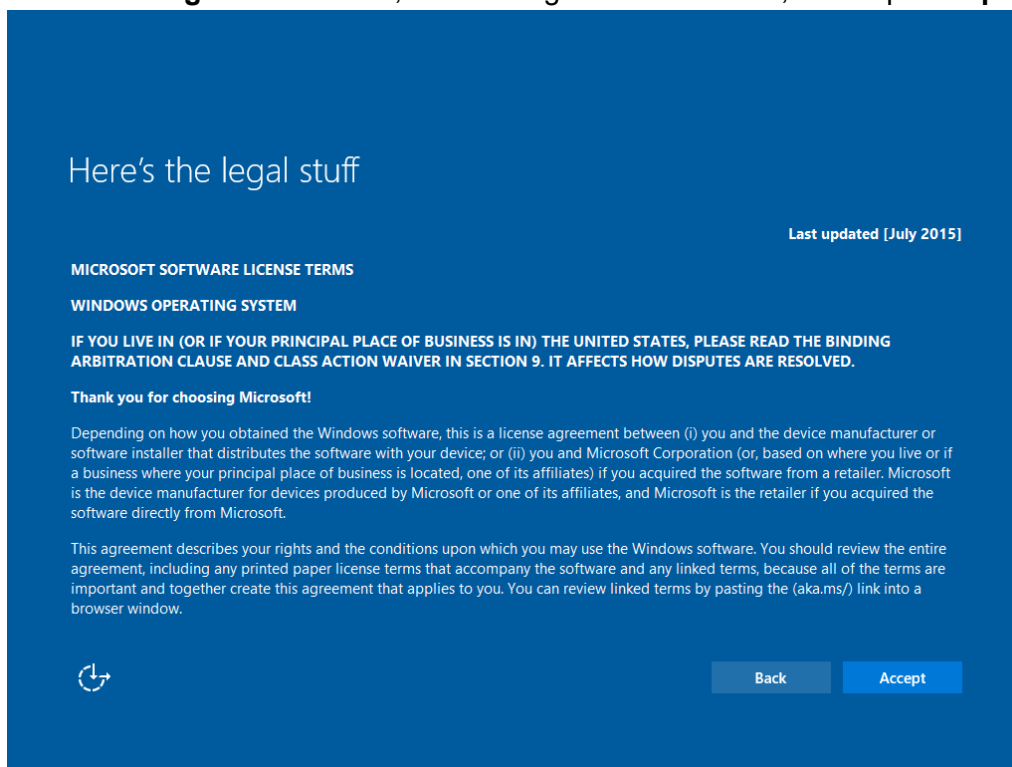 Here's the legal stuff
Last updated [July 2015]
MICROSOFT SOFTWARE LICENSE TERMS
WINDOWS OPERATING SYSTEM
IF YOU LIVE IN (OR IF YOUR PRINCIPAL PLACE OF BUSINESS IS IN) THE UNITED STATES, PLEASE READ THE BINDING
ARBITRATION CLAUSE AND CLASS ACTION WAIVER IN SECTION 9. IT AFFECTS HOW DISPUTES ARE RESOLVED.
Thank you for choosing Microsoft!
Depending on how you obtained the Windows software, this is a license agreement between (i) you and the device manufacturer or
software installer that distributes the software with your device; or (ii) you and Microsoft Corporation (or, based on where you live or if
a business where your principal place of business is located, one of its affiliates) if you acquired the software from a retailer. Microsoft
is the device manufacturer for devices produced by Microsoft or one of its affiliates, and Microsoft is the retailer if you acquired the
software directly from Microsoft.
This agreement describes your rights and the conditions upon which you may use the Windows software. You should review the entire
agreement, including any printed paper license terms that accompany the software and any linked terms, because all of the terms are
important and together create this agreement that applies to you. You can review linked terms by pasting the (aka.ms/) link into a
browser window.
Back
Accept